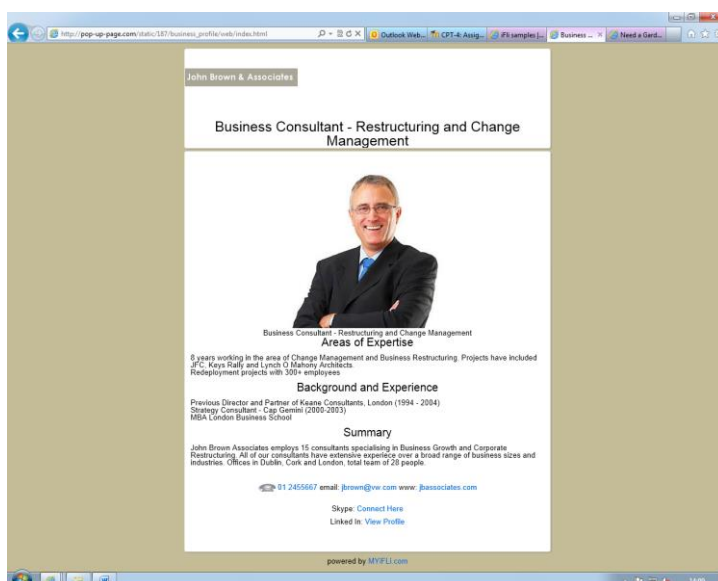 http://pop-up-page.com/static/187/business_profile/web/index.html
Outlook Web...
CPT-4: Assig...
iFli samples |...
Business ...
Need a Gard...
John Brown & Associates
Business Consultant - Restructuring and Change
Management
Business Consultant - Restructuring and Change Management
Areas of Expertise
8 years working in the area of Change Management and Business Restructuring. Projects have included
JFC, Keys Rally and Lynch O Mahony Architects.
Redeployment projects with 300+ employees
Background and Experience
Previous Director and Partner of Keane Consultants, London (1994 - 2004)
Strategy Consultant - Cap Gemini (2000-2003)
MBA London Business School
Summary
John Brown Associates employs 15 consultants specialising in Business Growth and Corporate
Restructuring. All of our consultants have extensive experiece over a broad range of business sizes and
industries. Offices in Dublin, Cork and London, total team of 28 people.
01 2455667 email: jbrown@vw.com www: jbassociates.com
Skype: Connect Here
Linked In: View Profile
powered by MYiFLi.com